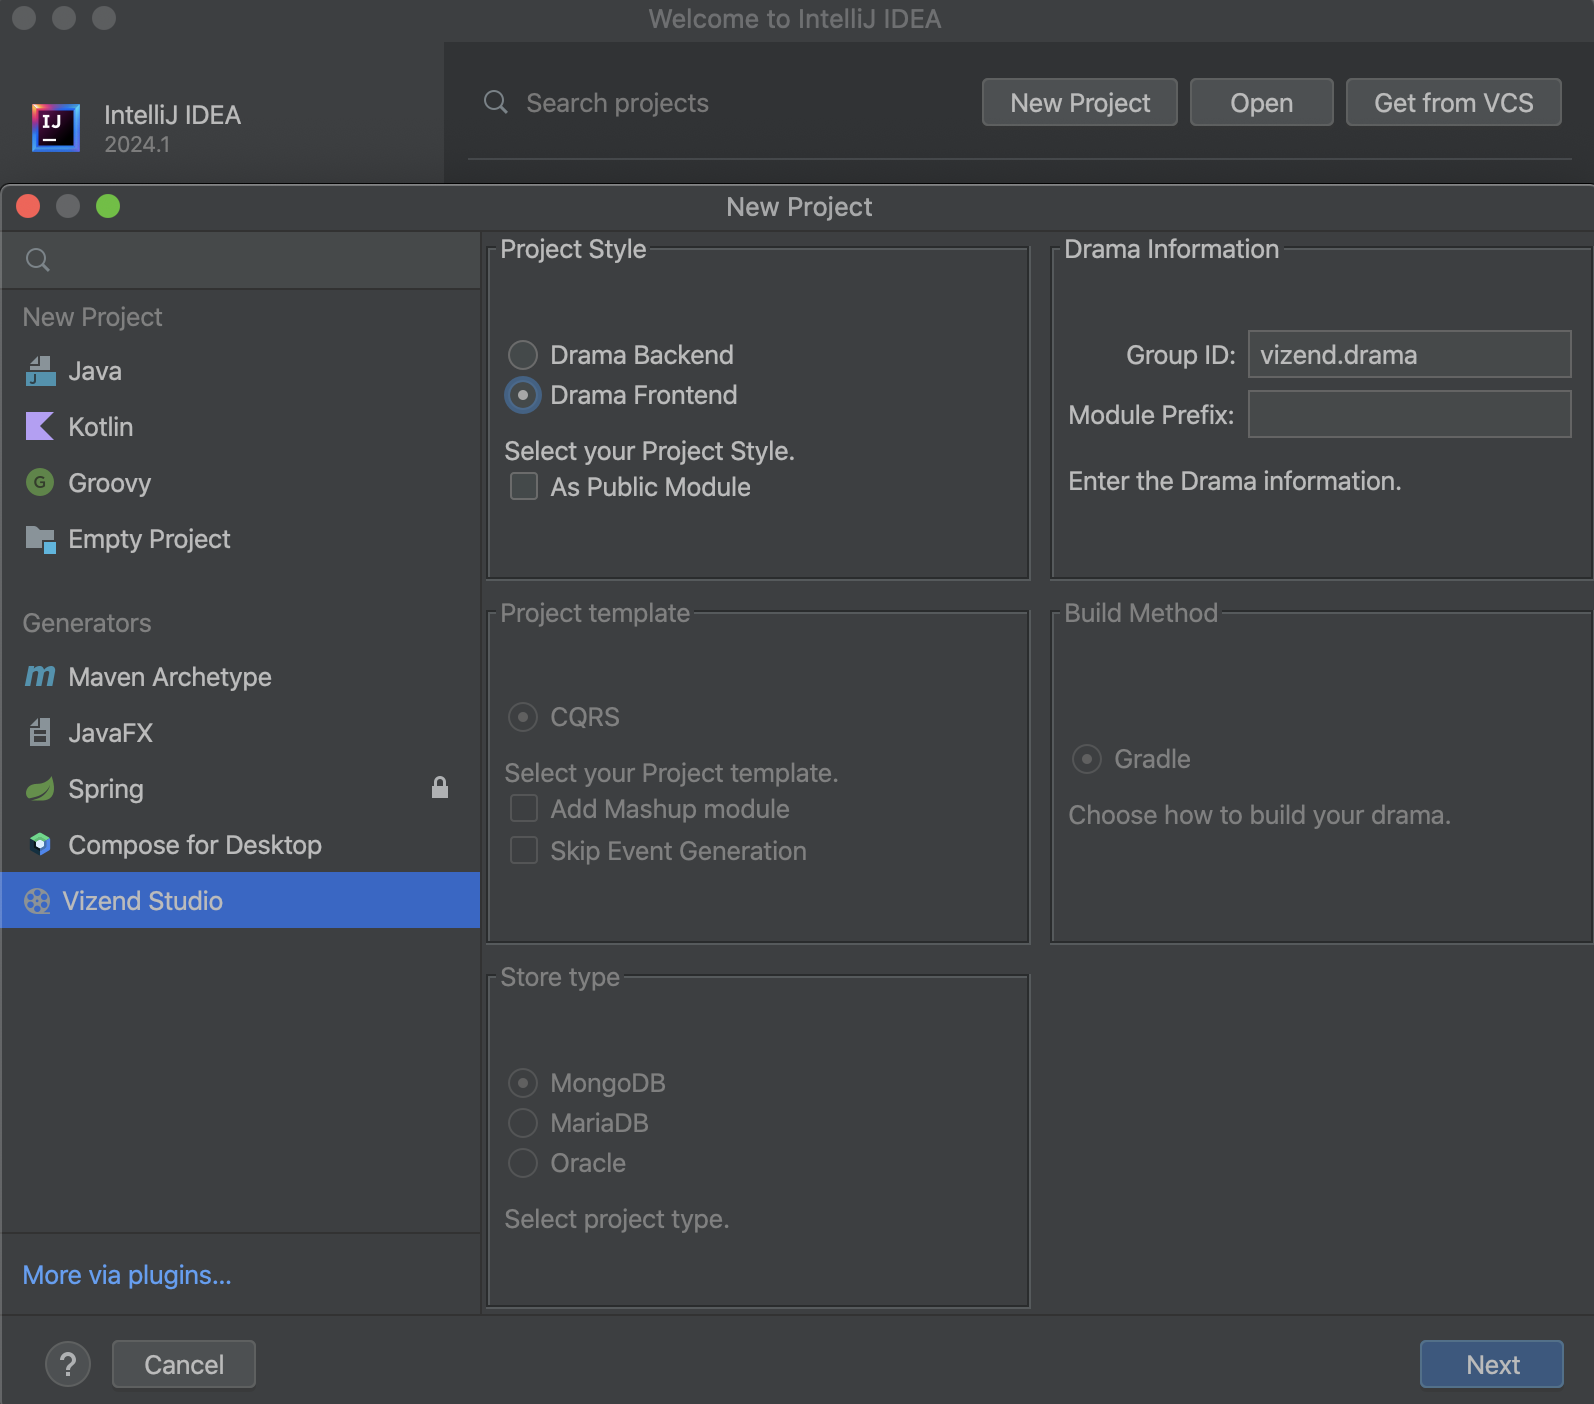 Welcome to IntelliJ IDEA
IJ
IntelliJ IDEA
2024.1
Search projects
New Project
Open
Get from VCS
New Project
New Project
Java
Kotlin
G
Groovy
Empty Project
Generators
m
Maven Archetype
JavaFX
Spring
Compose for Desktop
Vizend Studio
More via plugins...
Project Style
Drama Backend
Drama Frontend
Select your Project Style.
As Public Module
Drama Information
Group ID: vizend.drama
Module Prefix:
Enter the Drama information.
Project template
CQRS
Select your Project template.
Add Mashup module
Skip Event Generation
Build Method
Gradle
Choose how to build your drama.
Store type
MongoDB
MariaDB
Oracle
Select project type.
?
Cancel
Next